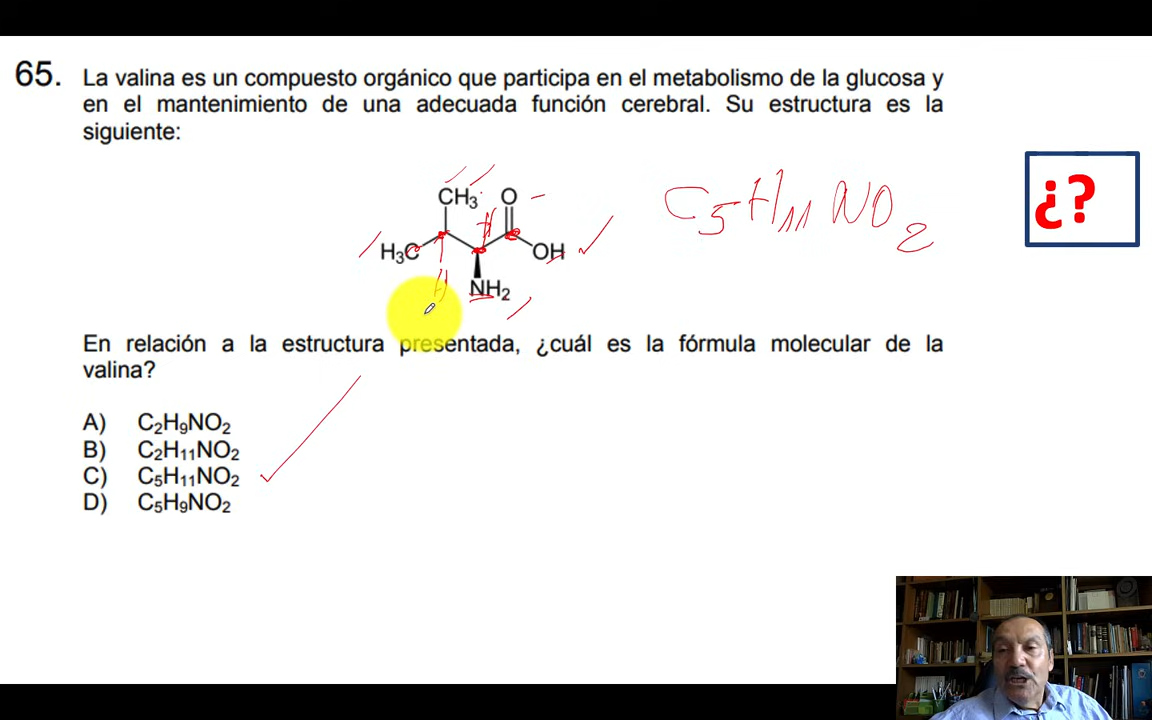 65. La valina es un compuesto orgánico que participa en el metabolismo de la glucosa y
en el mantenimiento de una adecuada función cerebral. Su estructura es la
siguiente:
CH₃ O
H₃C OH
NH₂
H
H
C₅H₁₁NO₂
¿?
En relación a la estructura presentada, ¿cuál es la fórmula molecular de la
valina?
A) C₂H₉NO₂
B) C₂H₁₁NO₂
C) C₅H₁₁NO₂
D) C₅H₉NO₂